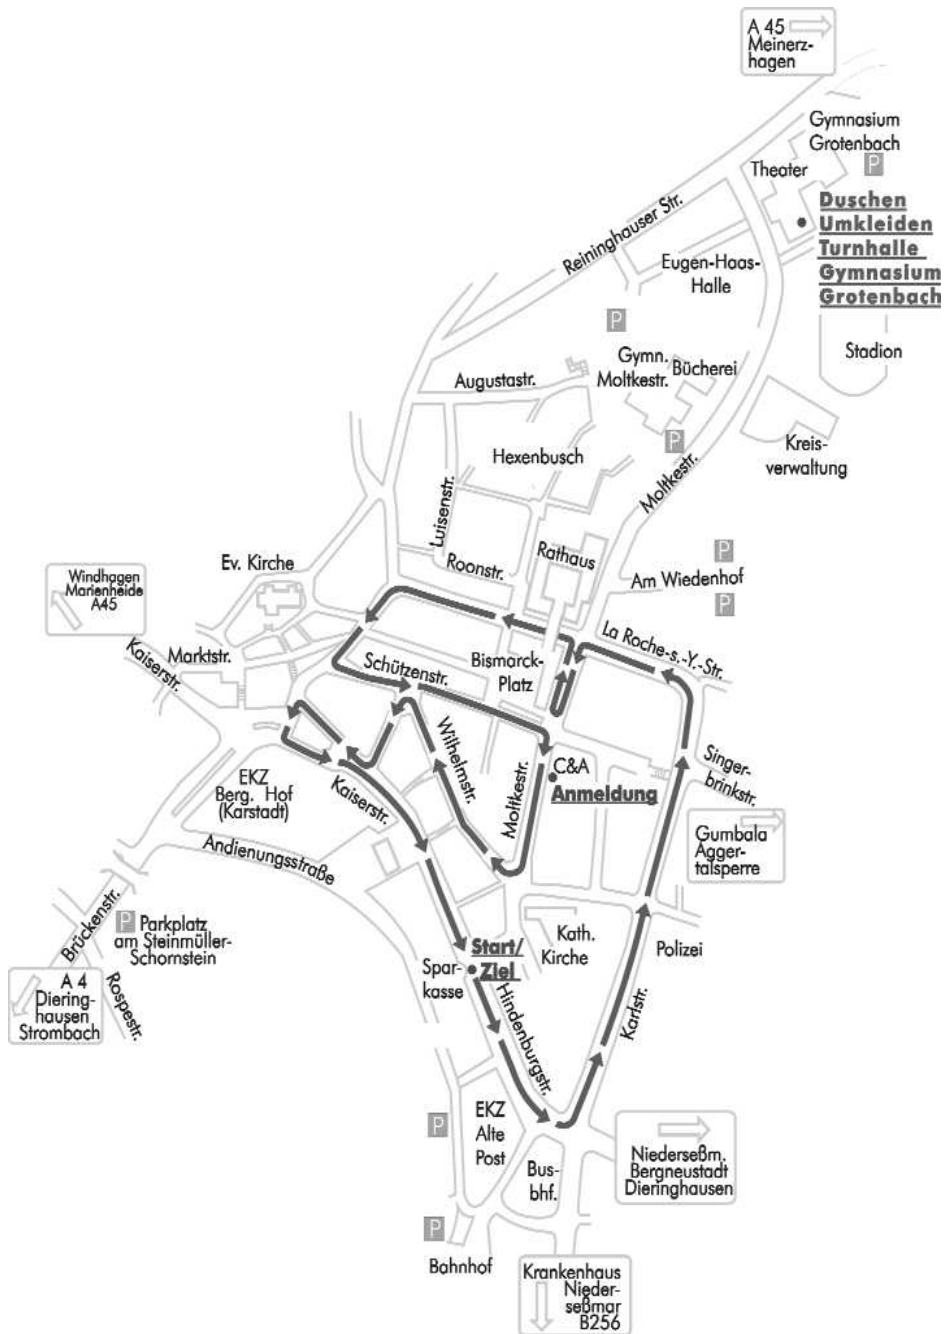 A 45
Meinerz-
hagen
Gymnasium
Grotenbach
Theater
P
Duschen
Umkleiden
Turnhalle
Gymnasium
Grotenbach
Reininghauser Str.
Eugen-Haas-
Halle
P
Stadion
Gymn.
Moltkestr.
Bücherei
Augustastr.
P
Kreis-
verwaltung
Hexenbusch
Moltkestr.
Luisenstr.
Rathaus
P
Ev. Kirche
Roonstr.
Am Wiedenhof
P
Windhagen
Marienheide
A45
La Roche-s.-Y.-Str.
Kaiserstr.
Marktstr.
Schützenstr.
Bismarck-
Platz
Wilhelmstr.
Moltkestr.
C&A
Anmeldung
Singer-
brinkstr.
EKZ
Berg. Hof
(Karstadt)
Kaiserstr.
Gumbala
Agger-
talsperre
Andienungsstraße
Brückenstr.
P
Parkplatz
am Steinmüller-
Schornstein
Kath.
Kirche
Polizei
Start/
Ziel
Spar-
kasse
A 4
Diering-
hausen
Strombach
Rospestr.
Hindenburgstr.
Karlstr.
EKZ
Alte
Post
P
Niederseßm.
Bergneustadt
Dieringhausen
Bus-
bhf.
P
Bahnhof
Krankenhaus
Nieder-
seßmar
B256